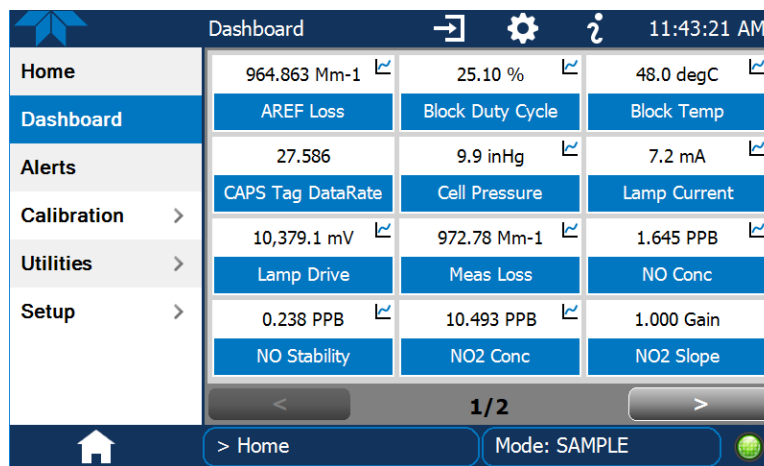 Dashboard 11:43:21 AM
Home
Dashboard
Alerts
Calibration >
Utilities >
Setup >
964.863 Mm-1 25.10 % 48.0 degC
AREF Loss Block Duty Cycle Block Temp
27.586 9.9 inHg 7.2 mA
CAPS Tag DataRate Cell Pressure Lamp Current
10,379.1 mV 972.78 Mm-1 1.645 PPB
Lamp Drive Meas Loss NO Conc
0.238 PPB 10.493 PPB 1.000 Gain
NO Stability NO2 Conc NO2 Slope
< 1/2 >
> Home Mode: SAMPLE